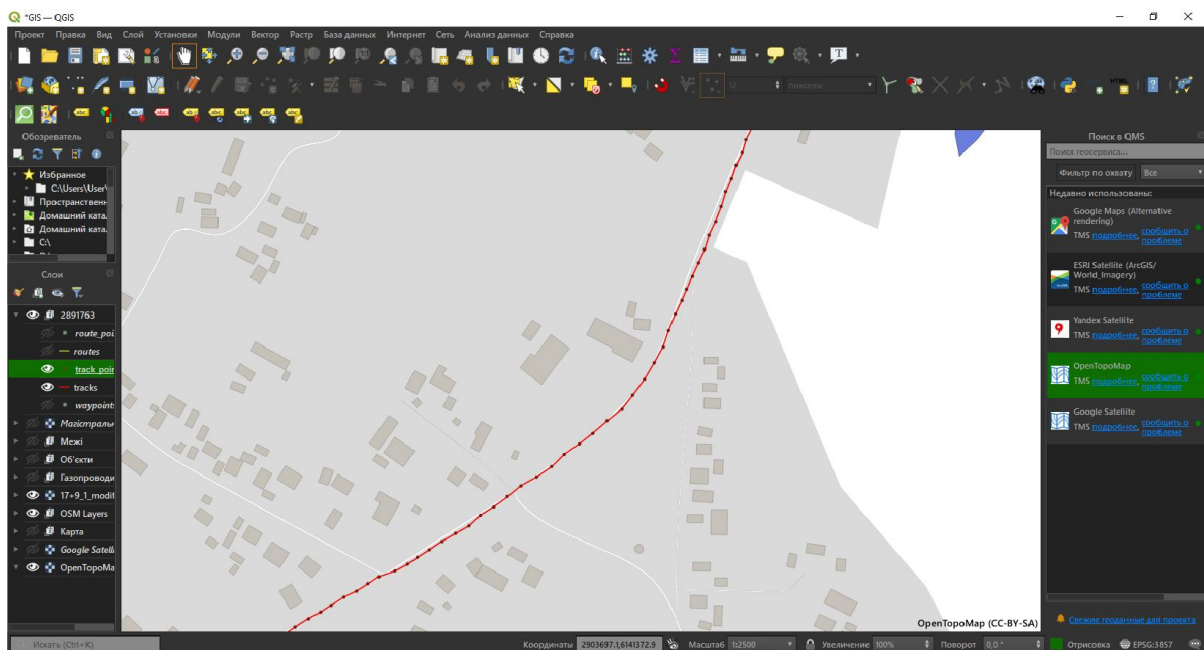 *GIS — QGIS
Проект Правка Вид Слой Установки Модули Вектор Растр База данных Интернет Сеть Анализ данных Справка
12
пикселы
Обозреватель
Избранное
C:\Users\User\
Пространствен
Домашний ката.
Домашний ката.
C:\
Слои
2891763
route_poi
routes
track_poir
tracks
waypoints
Магістральн
Межі
Об'єкти
Газопроводи
17+9_1_modif
OSM Layers
Карта
Google Satelli
OpenTopoMa
OpenTopoMap (CC-BY-SA)
Поиск в QMS
Поиск геосервиса...
Фильтр по охвату Все
Недавно использованы:
Google Maps (Alternative
rendering)
TMS подробнее, сообщить о
проблеме
ESRI Satellite (ArcGIS/
World_Imagery)
TMS подробнее, сообщить о
проблеме
Yandex Satellite
TMS подробнее, сообщить о
проблеме
OpenTopoMap
TMS подробнее, сообщить о
проблеме
Google Satellite
TMS подробнее, сообщить о
проблеме
Свежие геоданные для проекта
Искать (Ctrl+K) Координаты 2903697.1,6141372.9 Масштаб 1:2500 Увеличение 100% Поворот 0,0 ° Отрисовка EPSG:3857